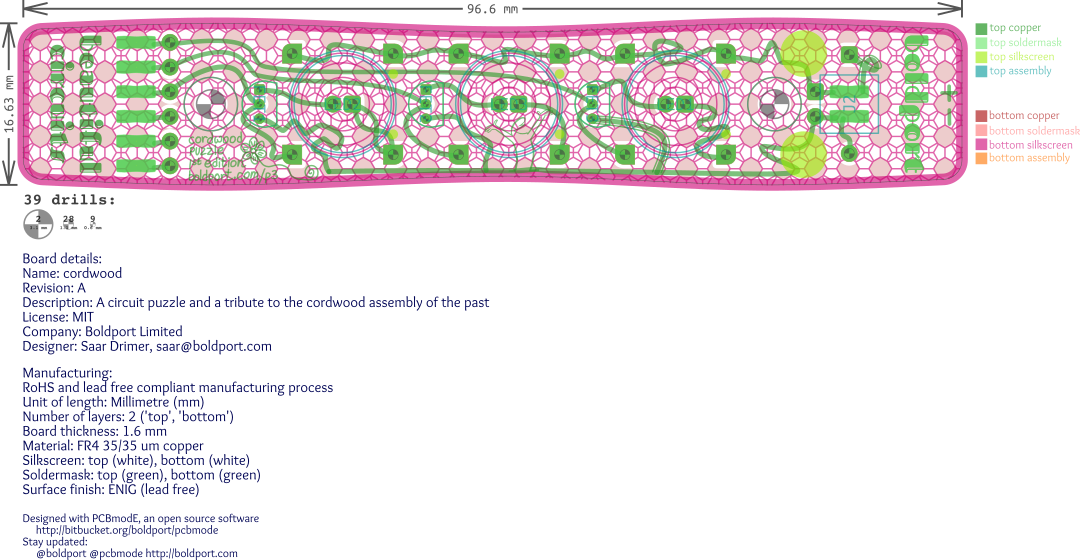 96.6 mm
16.63 mm
top copper
top soldermask
top silkscreen
top assembly
bottom copper
bottom soldermask
bottom silkscreen
bottom assembly
cordwood
puzzle
edition
boldport.com/p3
39 drills:
2
28
9
Board details:
Name: cordwood
Revision: A
Description: A circuit puzzle and a tribute to the cordwood assembly of the past
License: MIT
Company: Boldport Limited
Designer: Saar Drimer, saar@boldport.com
Manufacturing:
RoHS and lead free compliant manufacturing process
Unit of length: Millimetre (mm)
Number of layers: 2 ('top', 'bottom')
Board thickness: 1.6 mm
Material: FR4 35/35 um copper
Silkscreen: top (white), bottom (white)
Soldermask: top (green), bottom (green)
Surface finish: ENIG (lead free)
Designed with PCBmodE, an open source software
http://bitbucket.org/boldport/pcbmode
Stay updated:
@boldport @pcbmode http://boldport.com